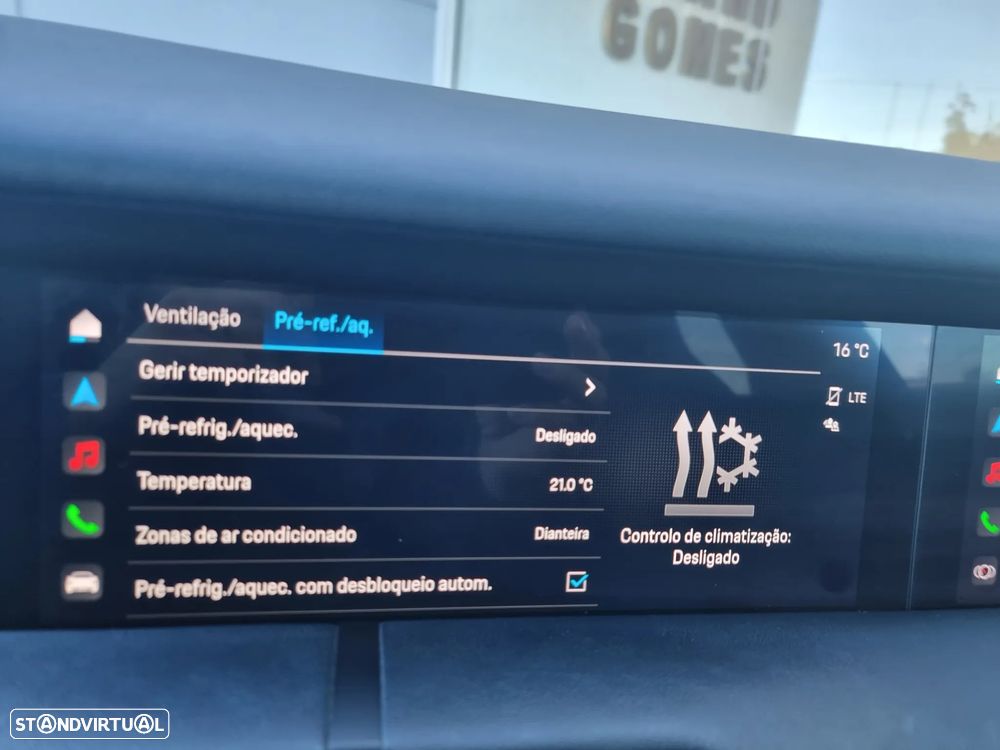 GOMES
Ventilação
Pré-ref./aq.
16 °C
Gerir temporizador
LTE
Pré-refrig./aquec.
Desligado
Temperatura
21.0 °C
Zonas de ar condicionado
Dianteira
Controlo de climatização:
Desligado
Pré-refrig./aquec. com desbloqueio autom.
STANDVIRTUAL